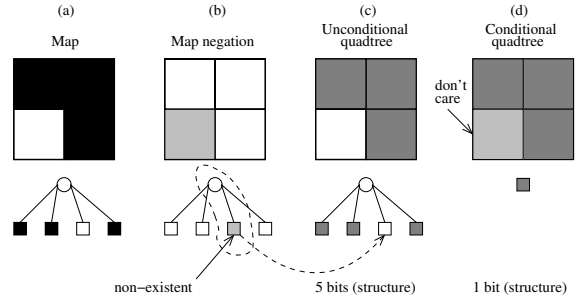 (a)
Map
(b)
Map negation
(c)
Unconditional
quadtree
(d)
Conditional
quadtree
don't
care
non−existent
5 bits (structure)
1 bit (structure)